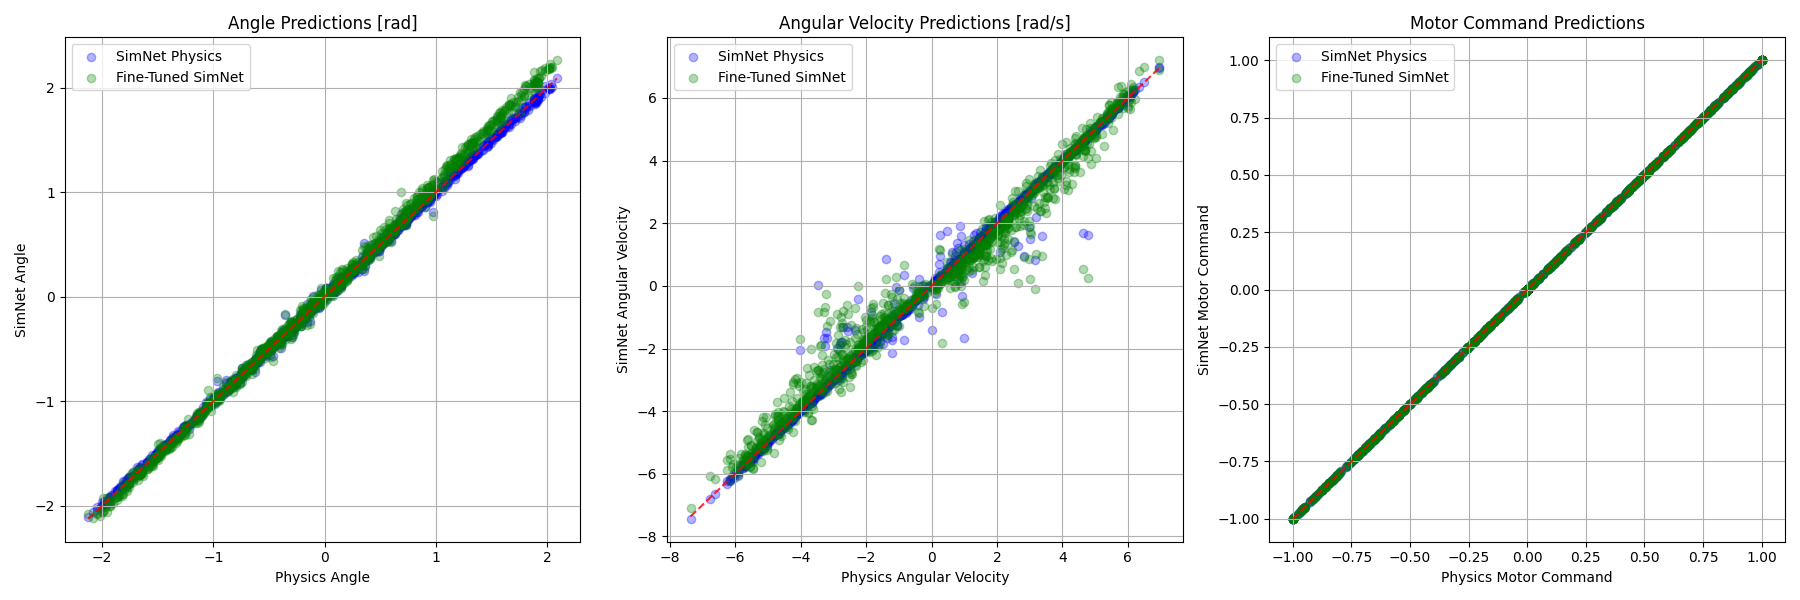 Angle Predictions [rad]
SimNet Physics
Fine-Tuned SimNet
SimNet Angle
2
1
0
−1
−2
−2
−1
0
1
2
Physics Angle
Angular Velocity Predictions [rad/s]
SimNet Physics
Fine-Tuned SimNet
SimNet Angular Velocity
6
4
2
0
−2
−4
−6
−8
−8
−6
−4
−2
0
2
4
6
Physics Angular Velocity
Motor Command Predictions
SimNet Physics
Fine-Tuned SimNet
SimNet Motor Command
1.00
0.75
0.50
0.25
0.00
−0.25
−0.50
−0.75
−1.00
−1.00
−0.75
−0.50
−0.25
0.00
0.25
0.50
0.75
1.00
Physics Motor Command